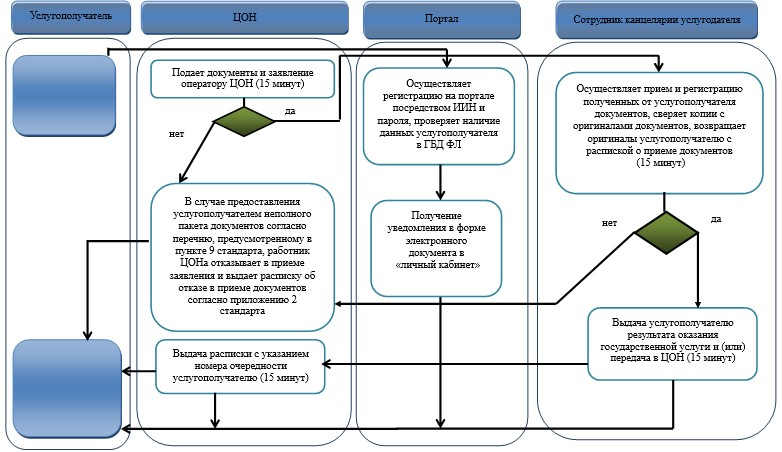 Услугополучатель
ЦОН
Портал
Сотрудник канцелярии услугодателя
Подает документы и заявление
оператору ЦОН (15 минут)
да
нет
В случае предоставления
услугополучателем неполного
пакета документов согласно
перечню, предусмотренному в
пункте 9 стандарта, работник
ЦОНа отказывает в приеме
заявления и выдает расписку об
отказе в приеме документов
согласно приложению 2
стандарта
Выдача расписки с указанием
номера очередности
услугополучателю (15 минут)
Осуществляет
регистрацию на портале
посредством ИИН и
пароля, проверяет наличие
данных услугополучателя
в ГБД ФЛ
Получение
уведомления в форме
электронного
документа в
«личный кабинет»
Осуществляет прием и регистрацию
полученных от услугополучателя
документов, сверяет копии с
оригиналами документов, возвращает
оригиналы услугополучателю с
распиской о приеме документов
(15 минут)
нет
да
Выдача услугополучателю
результата оказания
государственной услуги и (или)
передача в ЦОН (15 минут)